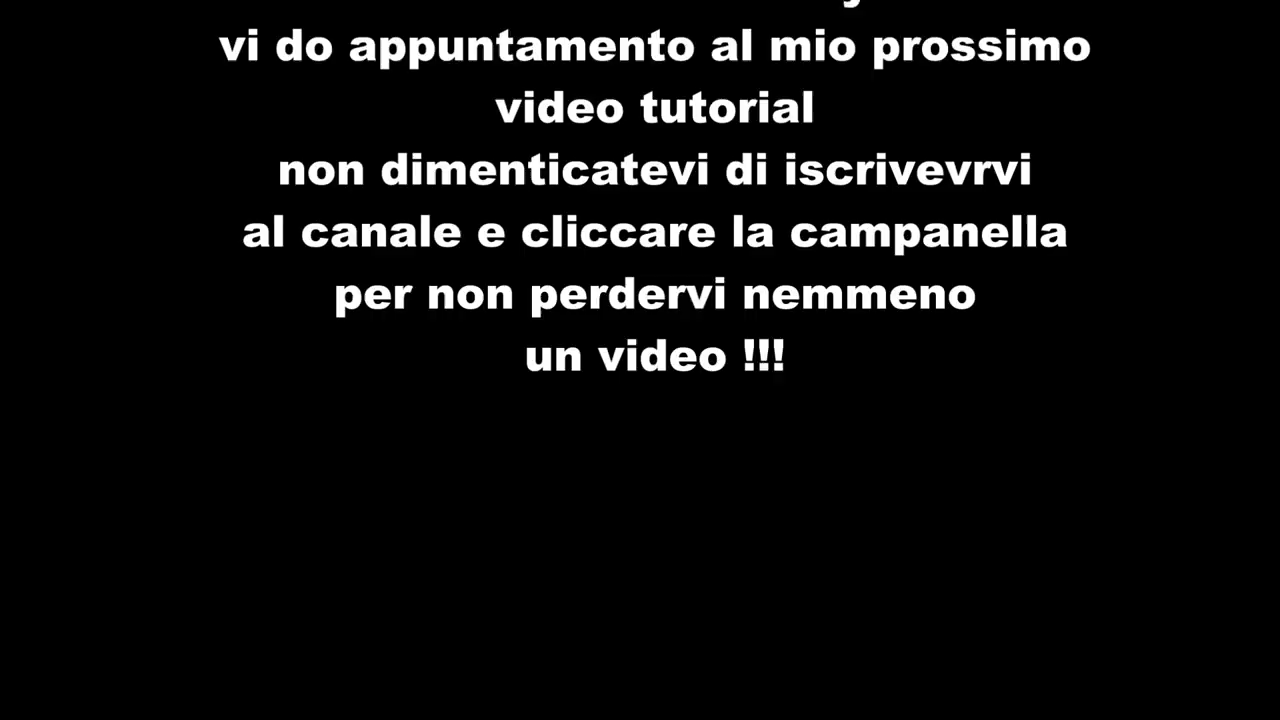 vi do appuntamento al mio prossimo
video tutorial
non dimenticatevi di iscrivevrvi
al canale e cliccare la campanella
per non perdervi nemmeno
un video !!!